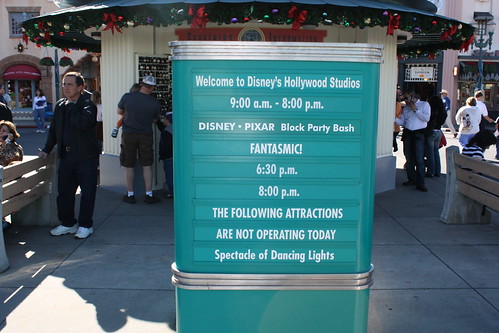 Welcome to Disney's Hollywood Studios
9:00 a.m. - 8:00 p.m.
DISNEY • PIXAR Block Party Bash
FANTASMIC!
6:30 p.m.
8:00 p.m.
THE FOLLOWING ATTRACTIONS
ARE NOT OPERATING TODAY
Spectacle of Dancing Lights